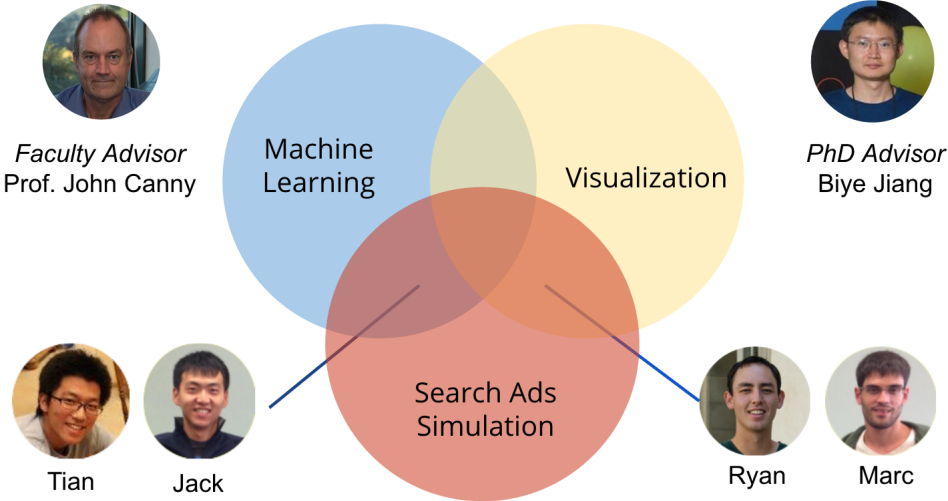 Faculty Advisor
Prof. John Canny
Machine
Learning
Visualization
PhD Advisor
Biye Jiang
Search Ads
Simulation
Tian
Jack
Ryan
Marc